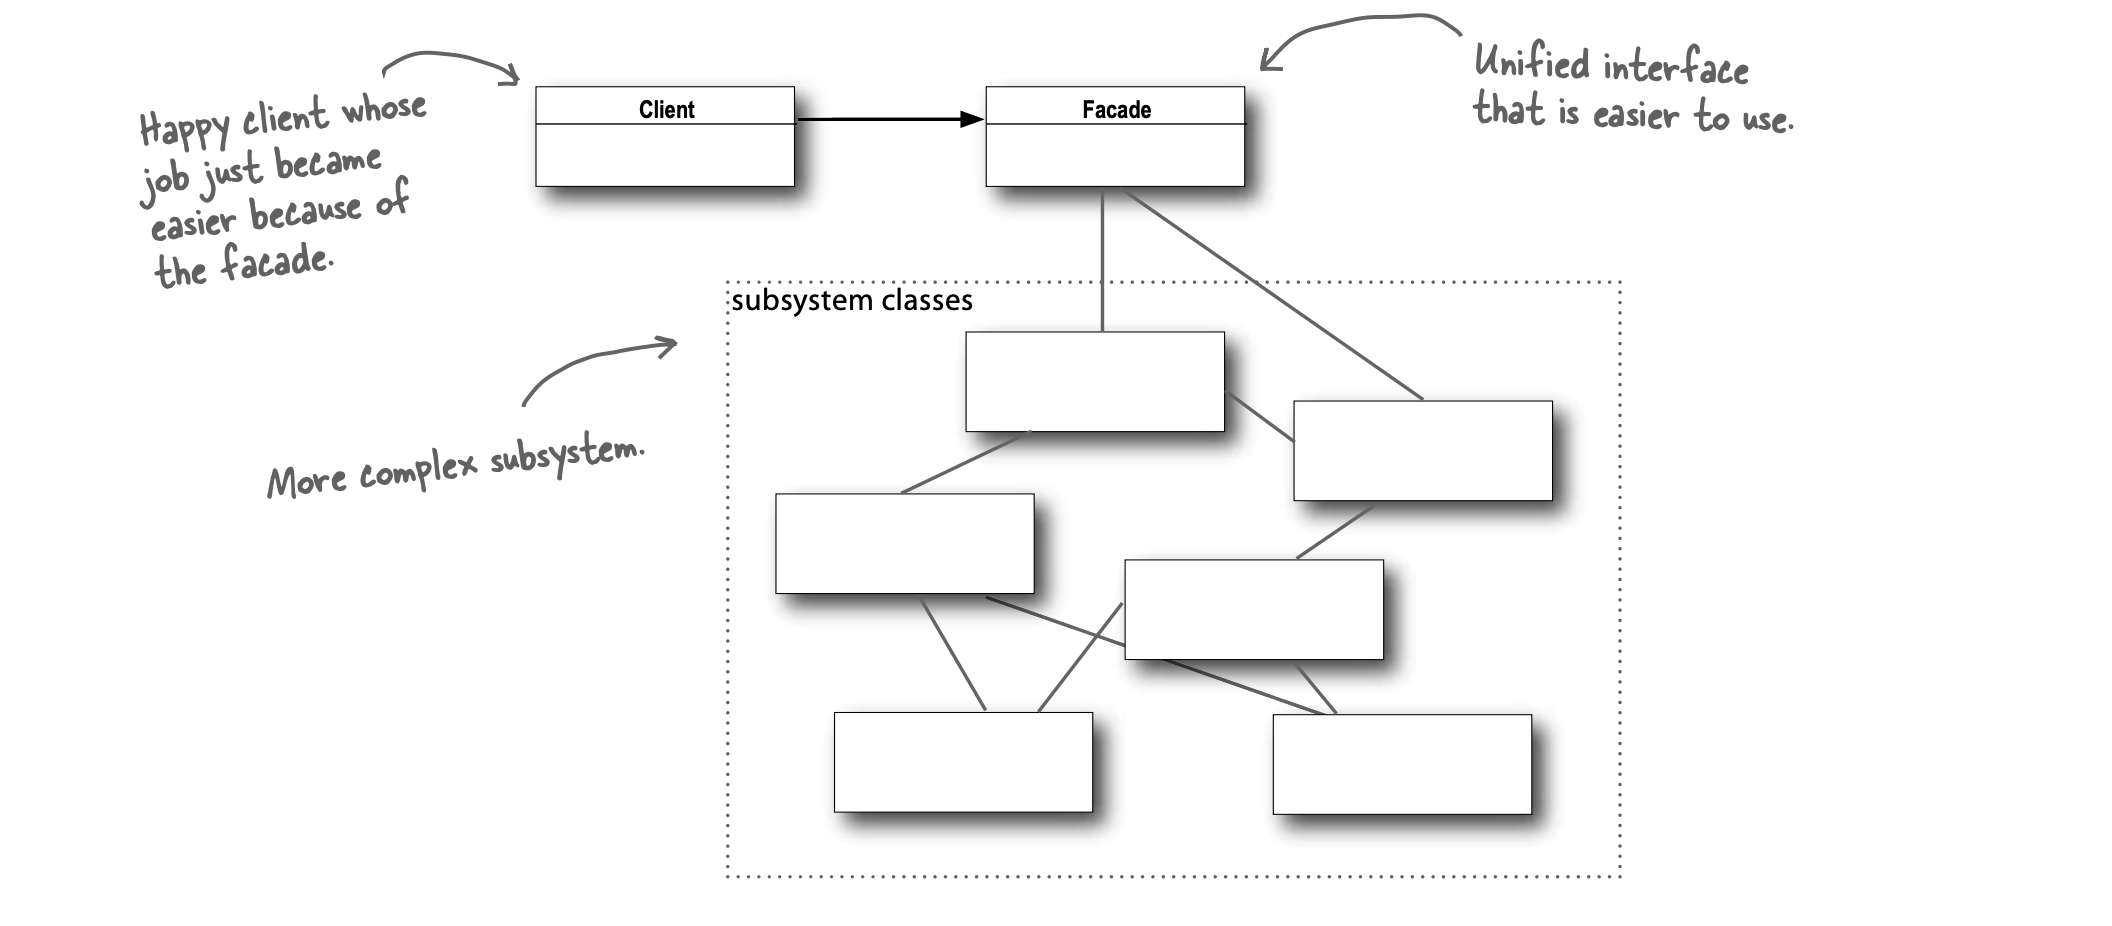 Happy client whose
job just became
easier because of
the facade.
Client
Facade
Unified interface
that is easier to use.
subsystem classes
More complex subsystem.